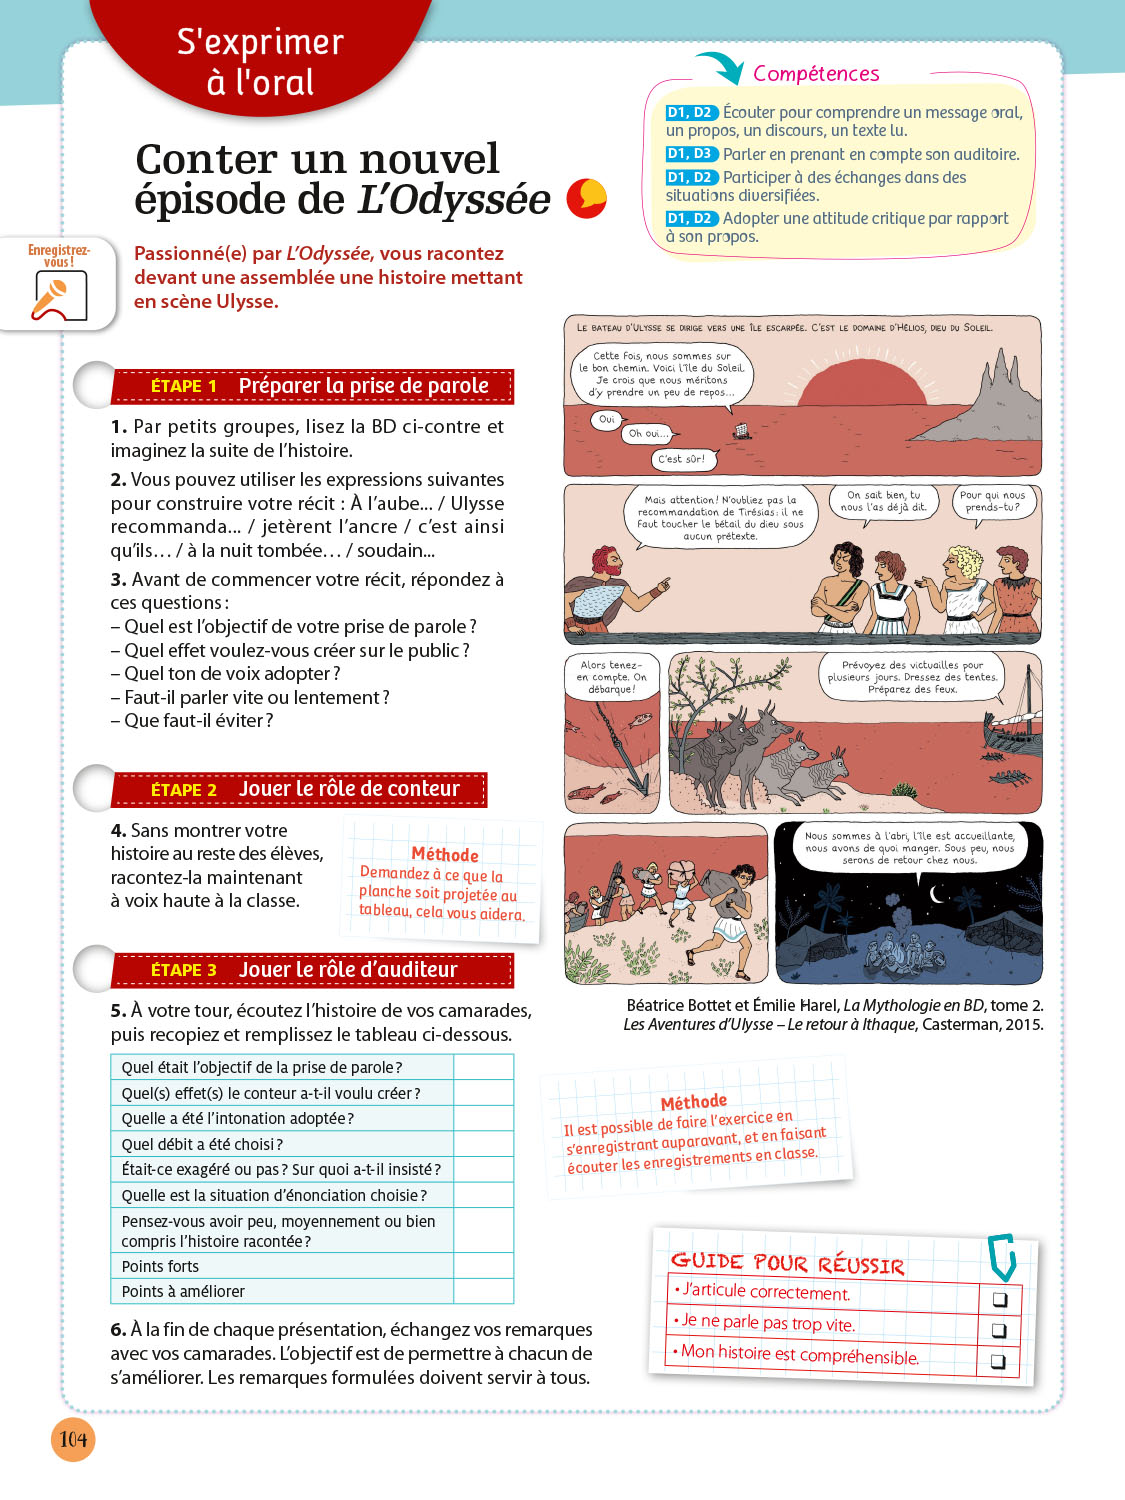 S'exprimer
à l'oral
Compétences
D1, D2 Écouter pour comprendre un message oral,
un propos, un discours, un texte lu.
D1, D3 Parler en prenant en compte son auditoire.
D1, D2 Participer à des échanges dans des
situations diversifiées.
D1, D2 Adopter une attitude critique par rapport
à son propos.
Conter un nouvel
épisode de L'Odyssée
Enregistrez-
vous !
Passionné(e) par L'Odyssée, vous racontez
devant une assemblée une histoire mettant
en scène Ulysse.
ÉTAPE 1 Préparer la prise de parole
1. Par petits groupes, lisez la BD ci-contre et
imaginez la suite de l'histoire.
2. Vous pouvez utiliser les expressions suivantes
pour construire votre récit : À l'aube... / Ulysse
recommanda... / jetèrent l'ancre / c'est ainsi
qu'ils... / à la nuit tombée... / soudain...
3. Avant de commencer votre récit, répondez à
ces questions :
– Quel est l'objectif de votre prise de parole ?
– Quel effet voulez-vous créer sur le public ?
– Quel ton de voix adopter ?
– Faut-il parler vite ou lentement ?
– Que faut-il éviter ?
ÉTAPE 2 Jouer le rôle de conteur
4. Sans montrer votre
histoire au reste des élèves,
racontez-la maintenant
à voix haute à la classe.
Méthode
Demandez à ce que la
planche soit projetée au
tableau, cela vous aidera.
ÉTAPE 3 Jouer le rôle d'auditeur
5. À votre tour, écoutez l'histoire de vos camarades,
puis recopiez et remplissez le tableau ci-dessous.
Quel était l'objectif de la prise de parole ?
Quel(s) effet(s) le conteur a-t-il voulu créer ?
Quelle a été l'intonation adoptée ?
Quel débit a été choisi ?
Était-ce exagéré ou pas ? Sur quoi a-t-il insisté ?
Quelle est la situation d'énonciation choisie ?
Pensez-vous avoir peu, moyennement ou bien
compris l'histoire racontée ?
Points forts
Points à améliorer
6. À la fin de chaque présentation, échangez vos remarques
avec vos camarades. L'objectif est de permettre à chacun de
s'améliorer. Les remarques formulées doivent servir à tous.
LE BATEAU D'ULYSSE SE DIRIGE VERS UNE ÎLE ESCARPÉE. C'EST LE DOMAINE D'HÉLIOS, DIEU DU SOLEIL.
Cette fois, nous sommes sur
le bon chemin. Voici l'île du Soleil.
Je crois que nous méritons
d'y prendre un peu de repos...
Oui
Oh oui...
C'est sûr !
Mais attention ! N'oubliez pas la
recommandation de Tirésias : il ne
faut toucher le bétail du dieu sous
aucun prétexte.
On sait bien, tu
nous l'as déjà dit.
Pour qui nous
prends-tu ?
Alors tenez-
en compte. On
débarque !
Prévoyez des victuailles pour
plusieurs jours. Dressez des tentes.
Préparez des feux.
Nous sommes à l'abri, l'île est accueillante,
nous avons de quoi manger. Sous peu, nous
serons de retour chez nous.
Béatrice Bottet et Émilie Harel, La Mythologie en BD, tome 2.
Les Aventures d'Ulysse – Le retour à Ithaque, Casterman, 2015.
Méthode
Il est possible de faire l'exercice en
s'enregistrant auparavant, et en faisant
écouter les enregistrements en classe.
GUIDE POUR RÉUSSIR
• J'articule correctement.
• Je ne parle pas trop vite.
• Mon histoire est compréhensible.
104